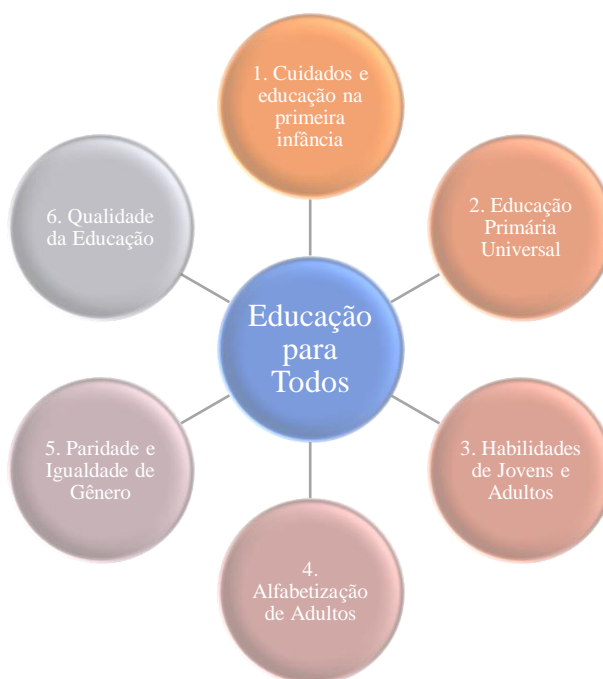 1. Cuidados e
educação na
primeira
infância
2. Educação
Primária
Universal
3. Habilidades
de Jovens e
Adultos
4.
Alfabetização
de Adultos
5. Paridade e
Igualdade de
Gênero
6. Qualidade
da Educação
Educação
para
Todos